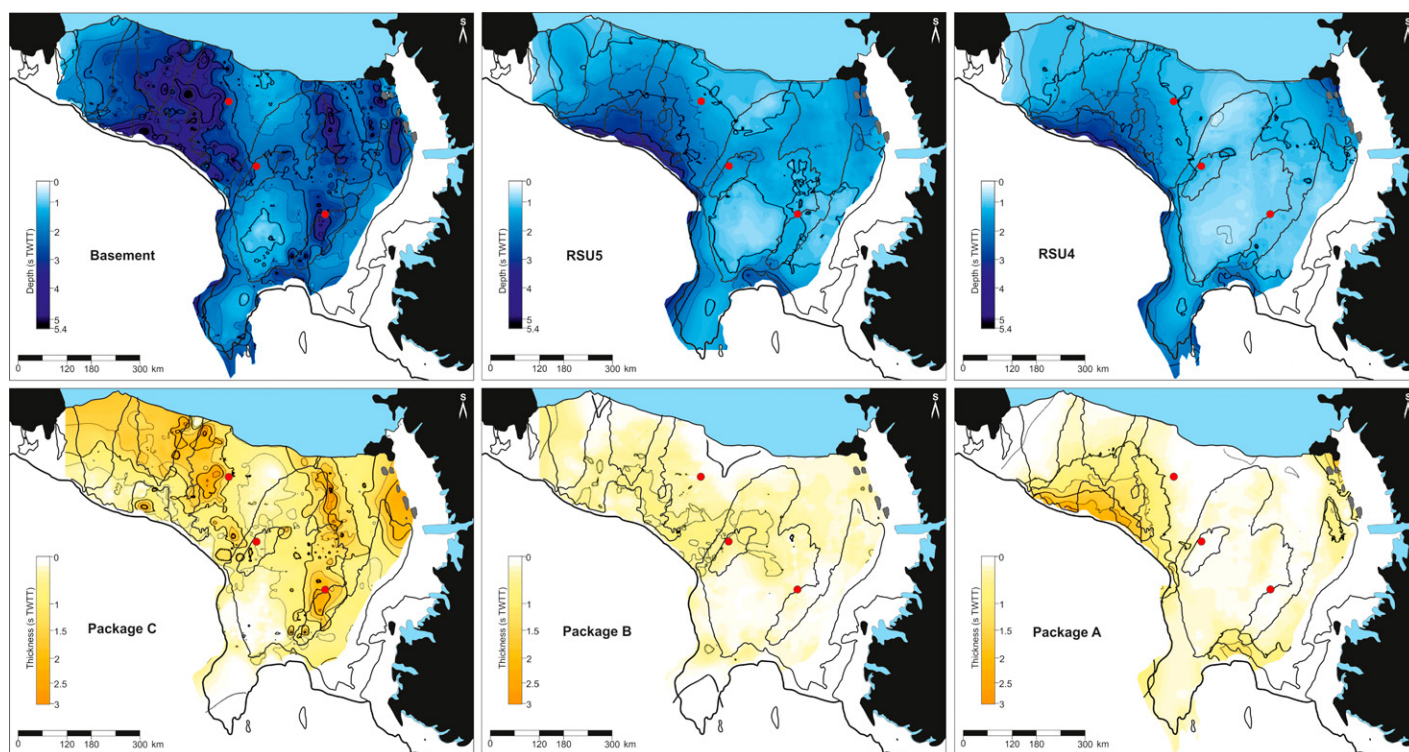 S
0
1
2
3
4
5
5.4
Depth (s TWTT)
Basement
0 120 180 300 km
S
0
1
2
3
4
5
5.4
Depth (s TWTT)
RSU5
0 120 180 300 km
S
0
1
2
3
4
5
5.4
Depth (s TWTT)
RSU4
0 120 180 300 km
S
0
1
1.5
2
2.5
3
Thickness (s TWTT)
Package C
0 120 180 300 km
S
0
1
1.5
2
2.5
3
Thickness (s TWTT)
Package B
0 120 180 300 km
S
0
1
1.5
2
2.5
3
Thickness (s TWTT)
Package A
0 120 180 300 km